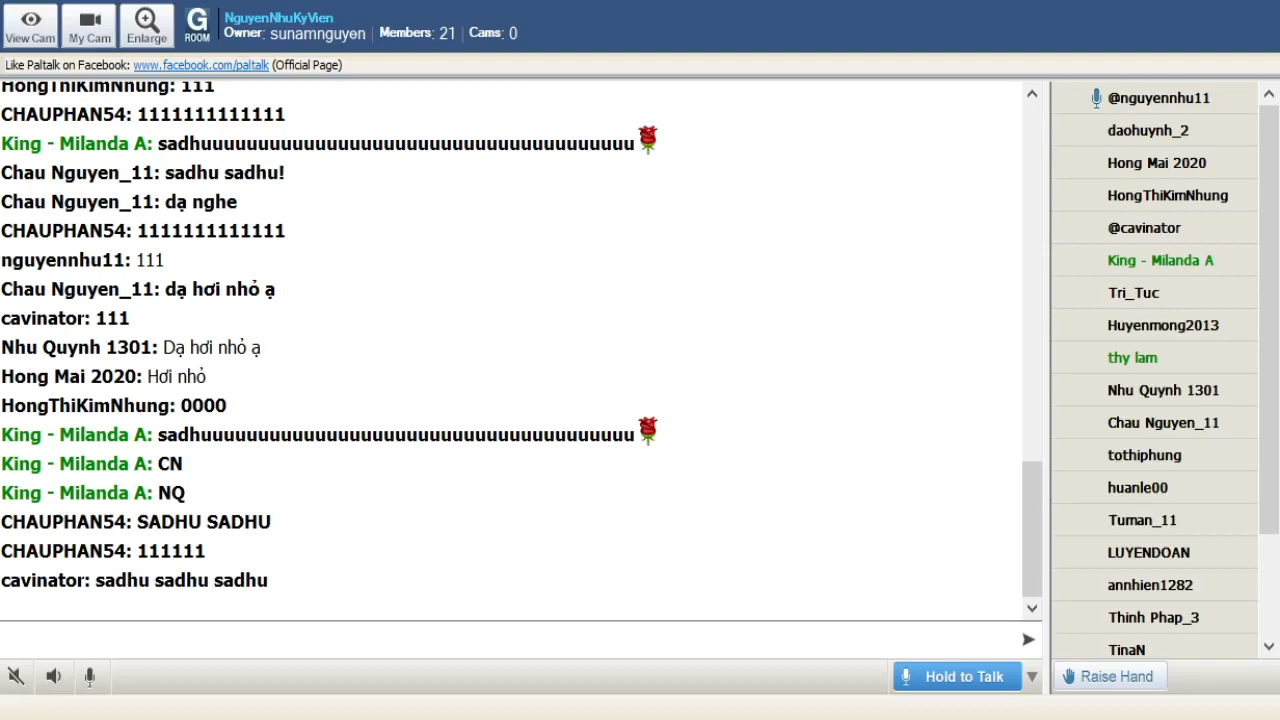 View Cam
My Cam
Enlarge
G
ROOM
NguyenNhuKyVien
Owner: sunamnguyen | Members: 21 | Cams: 0
Like Paltalk on Facebook: www.facebook.com/paltalk (Official Page)
HongThiKimNhung: 111
CHAUPHAN54: 1111111111111
King - Milanda A: sadhuuuuuuuuuuuuuuuuuuuuuuuuuuuuuuuuuuuuuu
Chau Nguyen_11: sadhu sadhu!
Chau Nguyen_11: dạ nghe
CHAUPHAN54: 1111111111111
nguyennhu11: 111
Chau Nguyen_11: dạ hơi nhỏ ạ
cavinator: 111
Nhu Quynh 1301: Dạ hơi nhỏ ạ
Hong Mai 2020: Hơi nhỏ
HongThiKimNhung: 0000
King - Milanda A: sadhuuuuuuuuuuuuuuuuuuuuuuuuuuuuuuuuuuuuuu
King - Milanda A: CN
King - Milanda A: NQ
CHAUPHAN54: SADHU SADHU
CHAUPHAN54: 111111
cavinator: sadhu sadhu sadhu
@nguyennhu11
daohuynh_2
Hong Mai 2020
HongThiKimNhung
@cavinator
King - Milanda A
Tri_Tuc
Huyenmong2013
thy lam
Nhu Quynh 1301
Chau Nguyen_11
tothiphung
huanle00
Tuman_11
LUYENDOAN
annhien1282
Thinh Phap_3
TinaN
Hold to Talk
Raise Hand